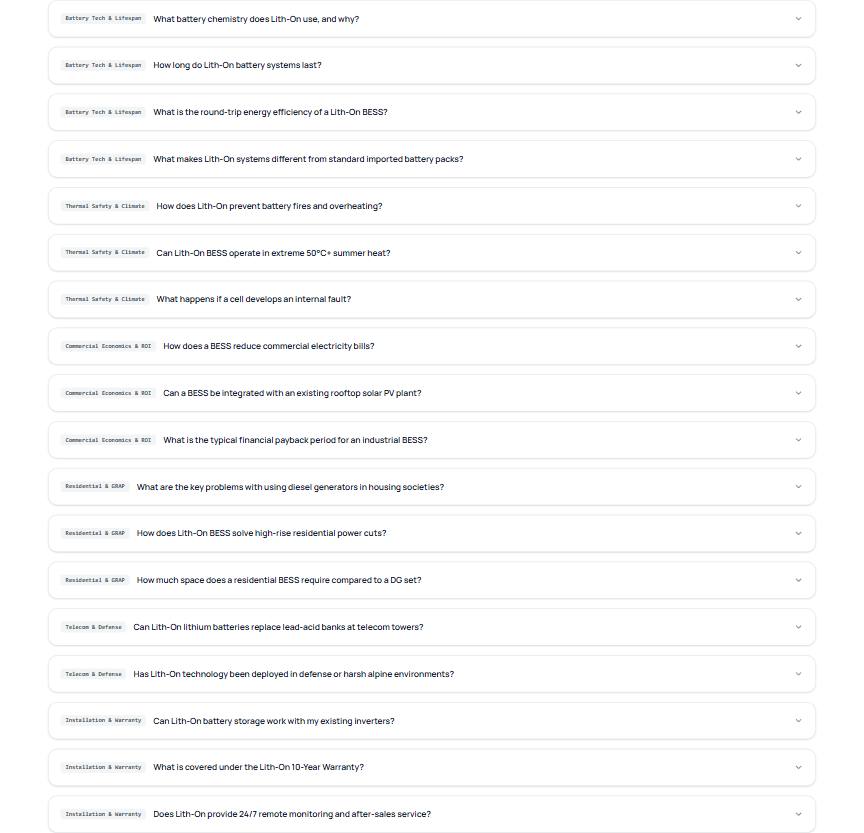 Battery Tech & Lifespan What battery chemistry does Lith-On use, and why?
Battery Tech & Lifespan How long do Lith-On battery systems last?
Battery Tech & Lifespan What is the round-trip energy efficiency of a Lith-On BESS?
Battery Tech & Lifespan What makes Lith-On systems different from standard imported battery packs?
Thermal Safety & Climate How does Lith-On prevent battery fires and overheating?
Thermal Safety & Climate Can Lith-On BESS operate in extreme 50°C+ summer heat?
Thermal Safety & Climate What happens if a cell develops an internal fault?
Commercial Economics & ROI How does a BESS reduce commercial electricity bills?
Commercial Economics & ROI Can a BESS be integrated with an existing rooftop solar PV plant?
Commercial Economics & ROI What is the typical financial payback period for an industrial BESS?
Residential & GRAP What are the key problems with using diesel generators in housing societies?
Residential & GRAP How does Lith-On BESS solve high-rise residential power cuts?
Residential & GRAP How much space does a residential BESS require compared to a DG set?
Telecom & Defense Can Lith-On lithium batteries replace lead-acid banks at telecom towers?
Telecom & Defense Has Lith-On technology been deployed in defense or harsh alpine environments?
Installation & Warranty Can Lith-On battery storage work with my existing inverters?
Installation & Warranty What is covered under the Lith-On 10-Year Warranty?
Installation & Warranty Does Lith-On provide 24/7 remote monitoring and after-sales service?